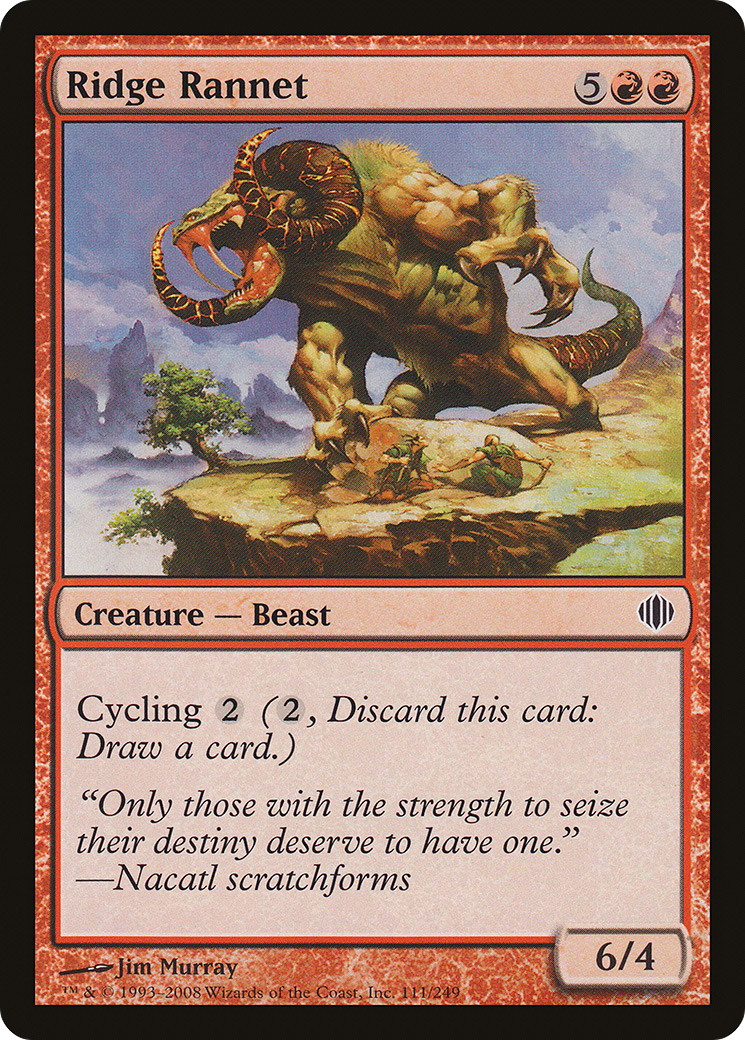 Ridge Rannet 5
Creature — Beast
Cycling 2 (2, Discard this card:
Draw a card.)
“Only those with the strength to seize
their destiny deserve to have one.”
—Nacatl scratchforms
6/4
Jim Murray
™ & © 1993–2008 Wizards of the Coast, Inc. 111/249